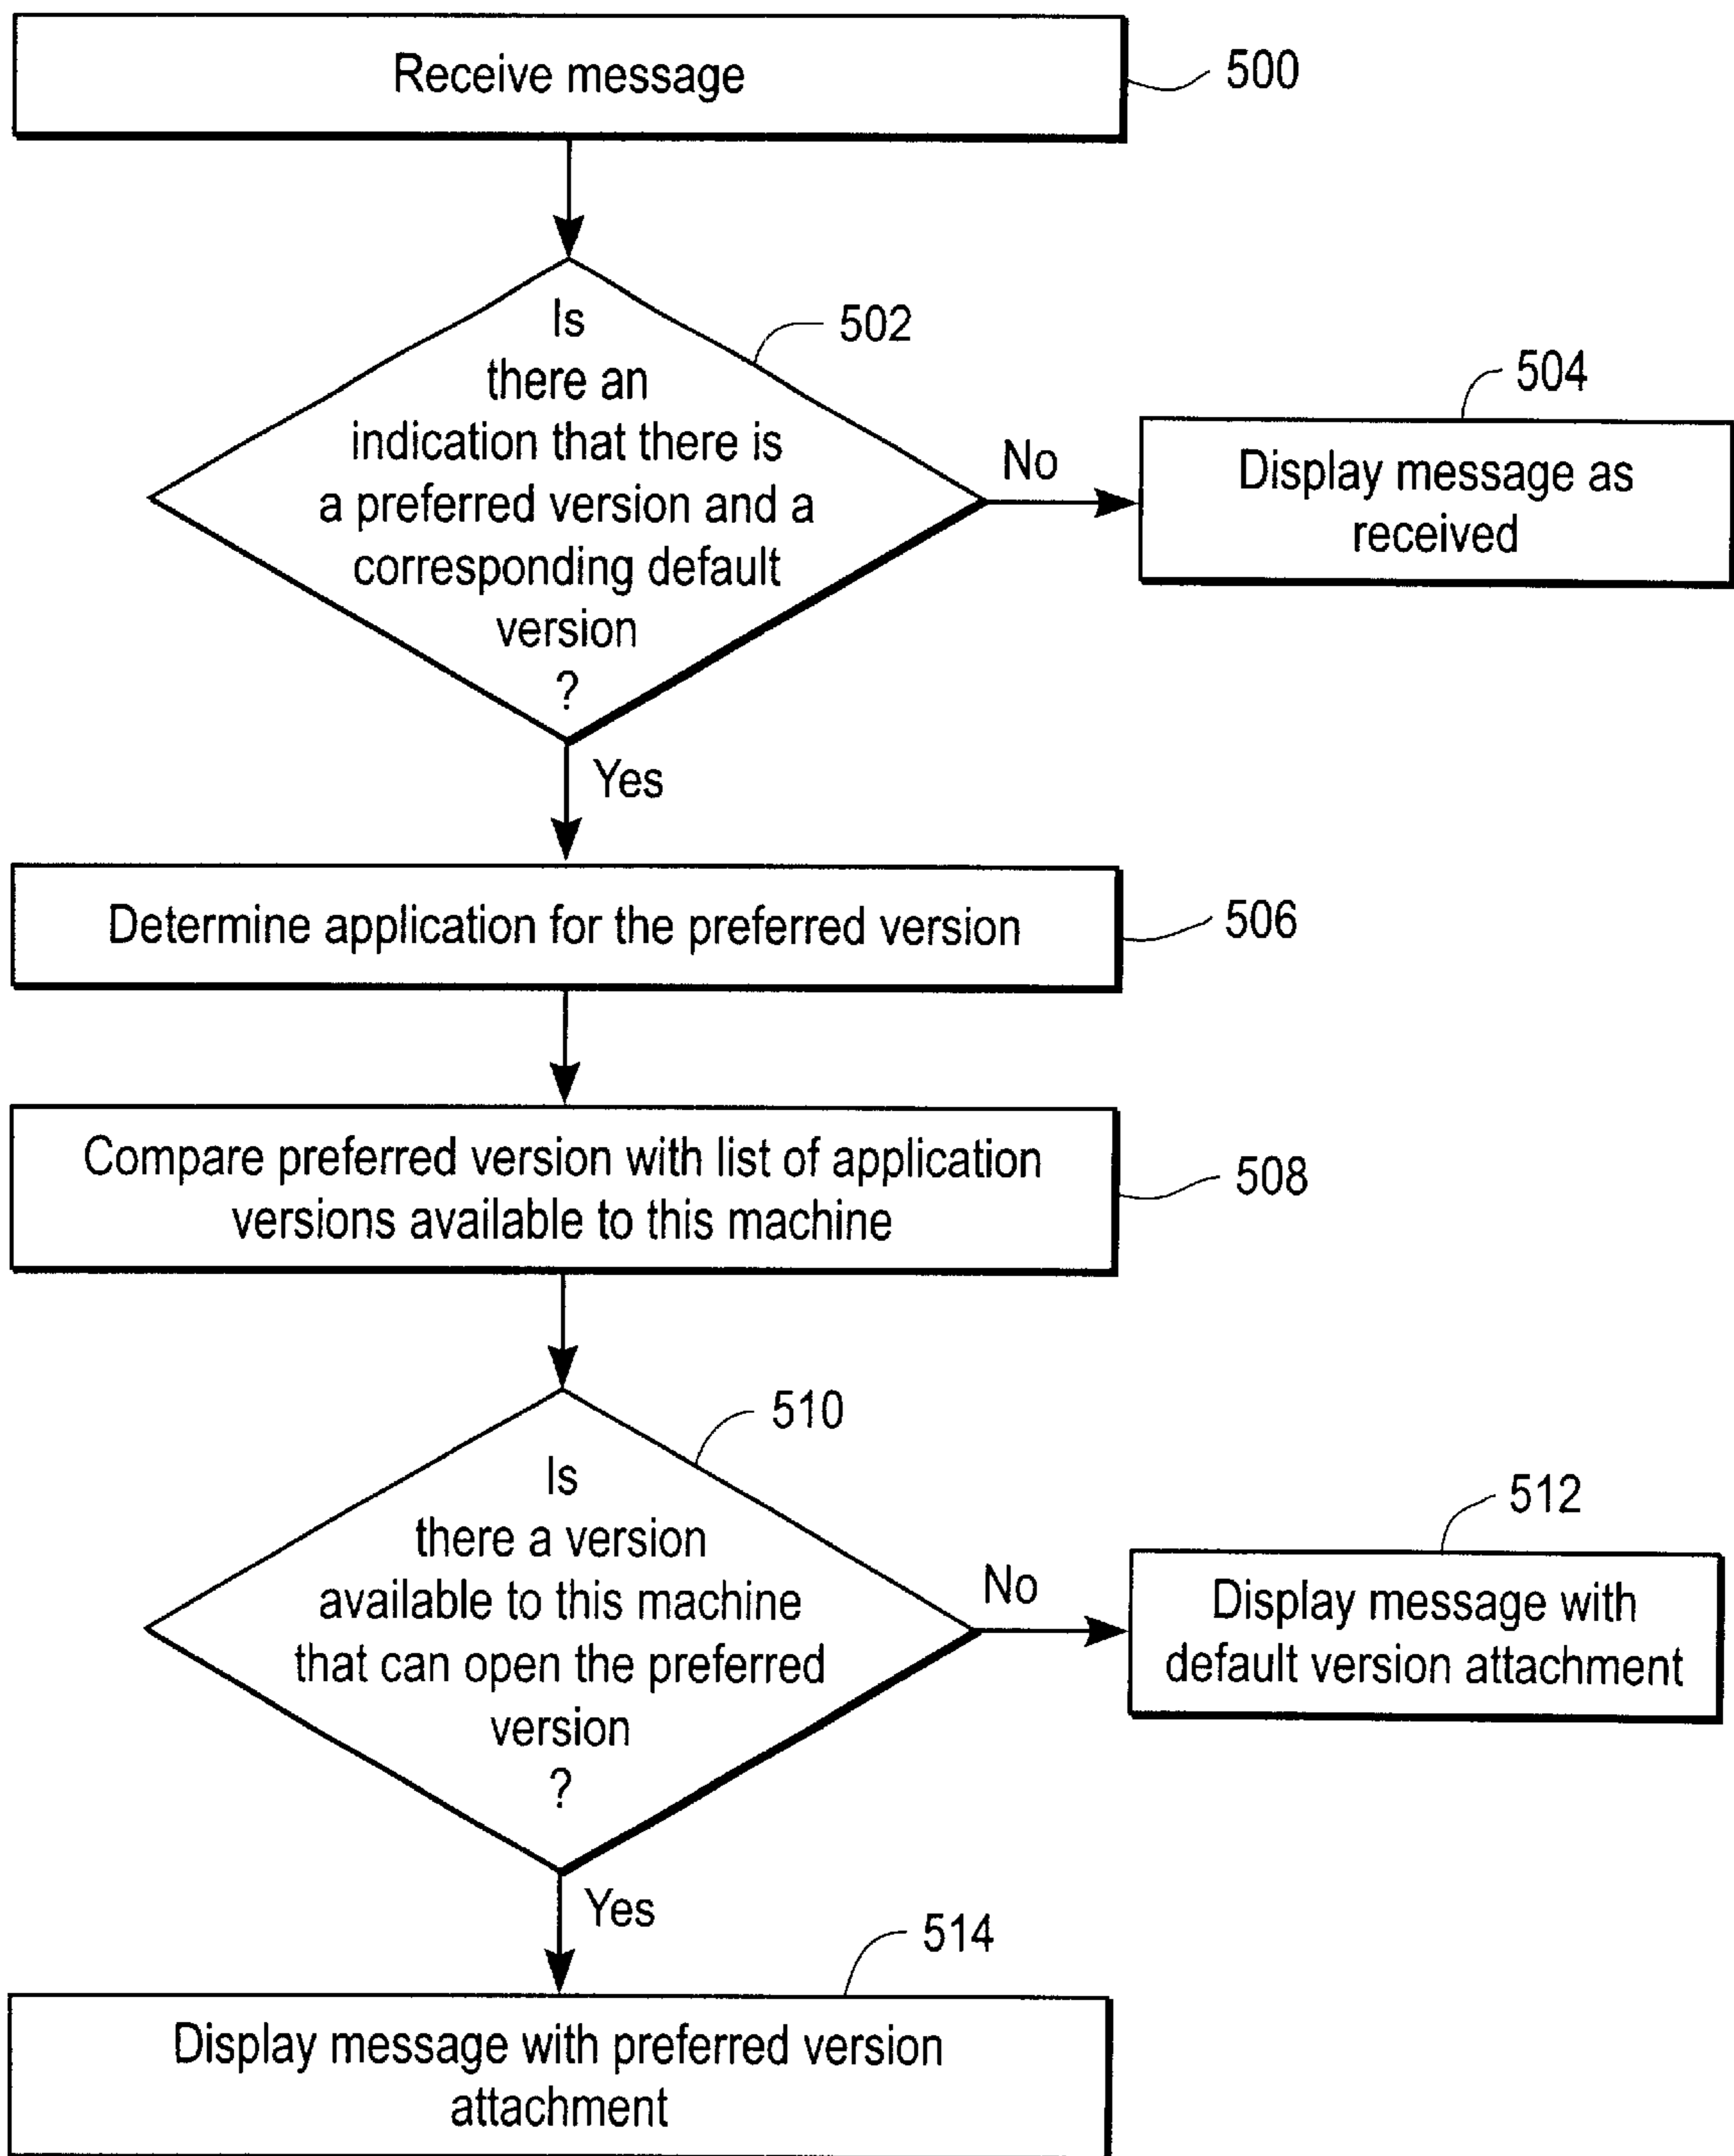 Receive message
500
Is
there an
indication that there is
a preferred version and a
corresponding default
version
?
502
No
504
Display message as
received
Yes
Determine application for the preferred version
506
Compare preferred version with list of application
versions available to this machine
508
Is
there a version
available to this machine
that can open the preferred
version
?
510
No
512
Display message with
default version attachment
Yes
514
Display message with preferred version
attachment